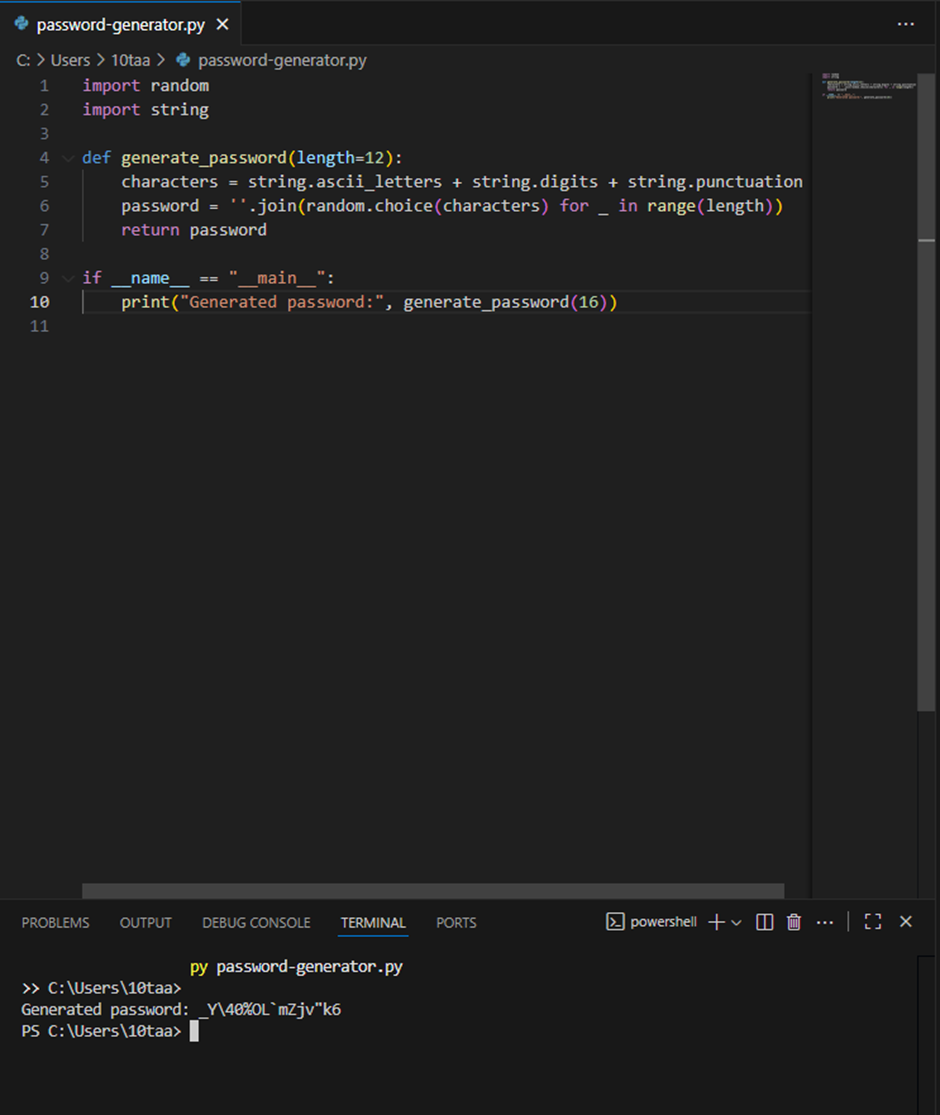 password-generator.py
C: > Users > 10taa > password-generator.py
1 import random
2 import string
3
4 def generate_password(length=12):
5     characters = string.ascii_letters + string.digits + string.punctuation
6     password = ''.join(random.choice(characters) for _ in range(length))
7     return password
8
9 if __name__ == "__main__":
10     print("Generated password:", generate_password(16))
11
PROBLEMS OUTPUT DEBUG CONSOLE TERMINAL PORTS powershell
py password-generator.py
>> C:\Users\10taa>
Generated password: _Y\40%OL`mZjv"k6
PS C:\Users\10taa>